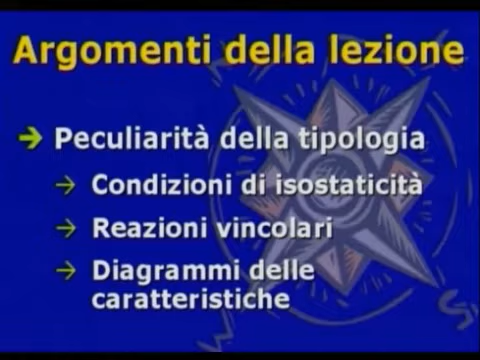 Argomenti della lezione
Peculiarità della tipologia
Condizioni di isostaticità
Reazioni vincolari
Diagrammi delle
caratteristiche
W
S